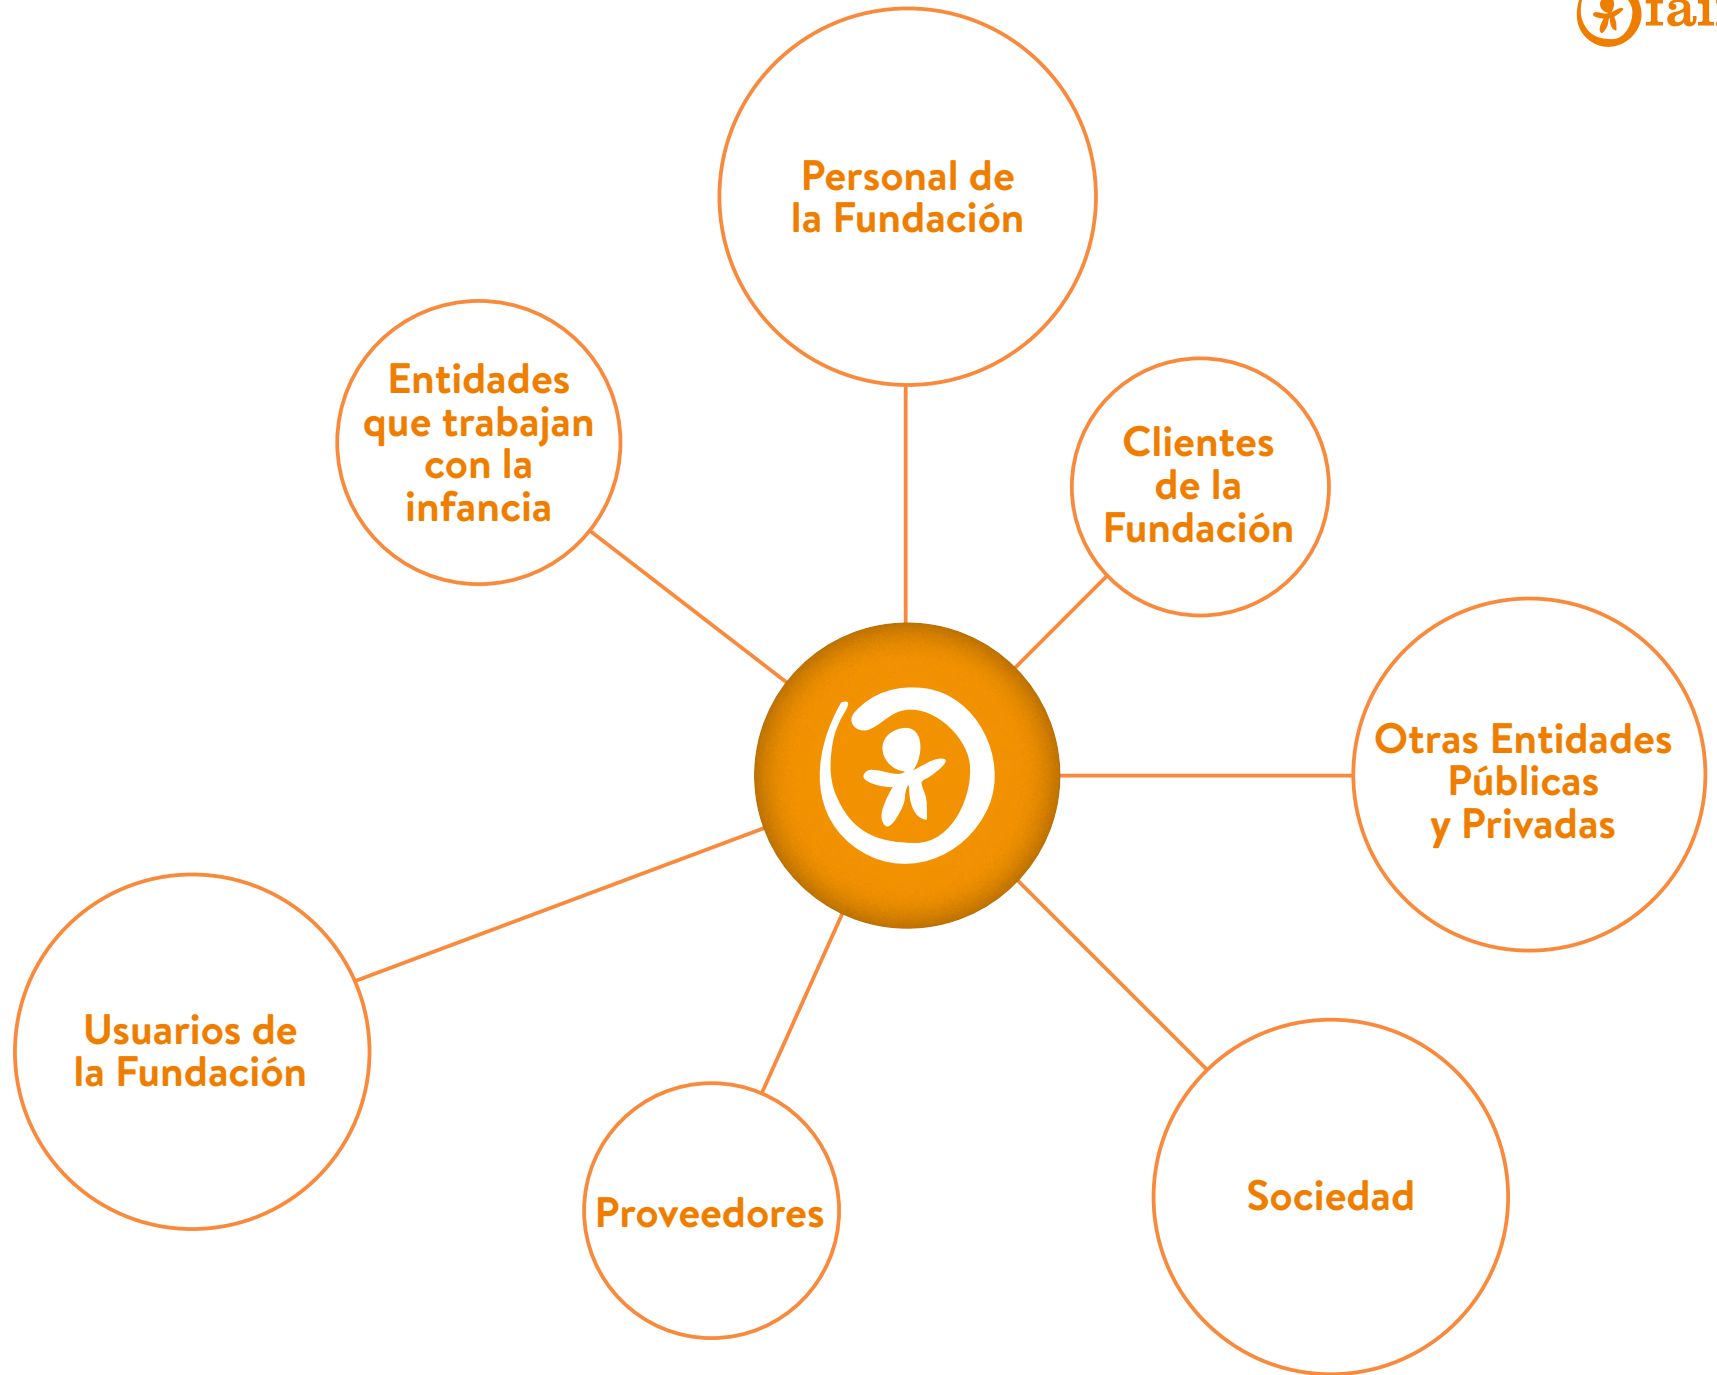 Personal de
la Fundación
Entidades
que trabajan
con la
infancia
Clientes
de la
Fundación
Otras Entidades
Públicas
y Privadas
Usuarios de
la Fundación
Proveedores
Sociedad